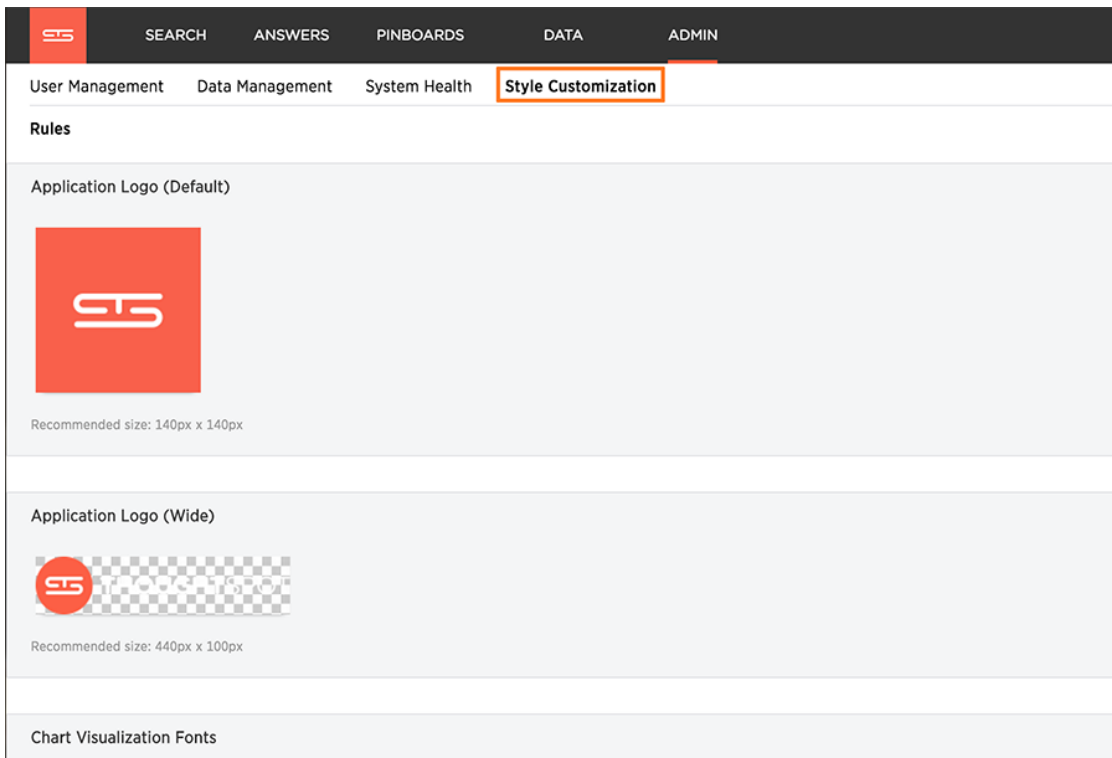 SEARCH ANSWERS PINBOARDS DATA ADMIN
User Management Data Management System Health Style Customization
Rules
Application Logo (Default)
Recommended size: 140px x 140px
Application Logo (Wide)
THOUGHTSPOT
Recommended size: 440px x 100px
Chart Visualization Fonts